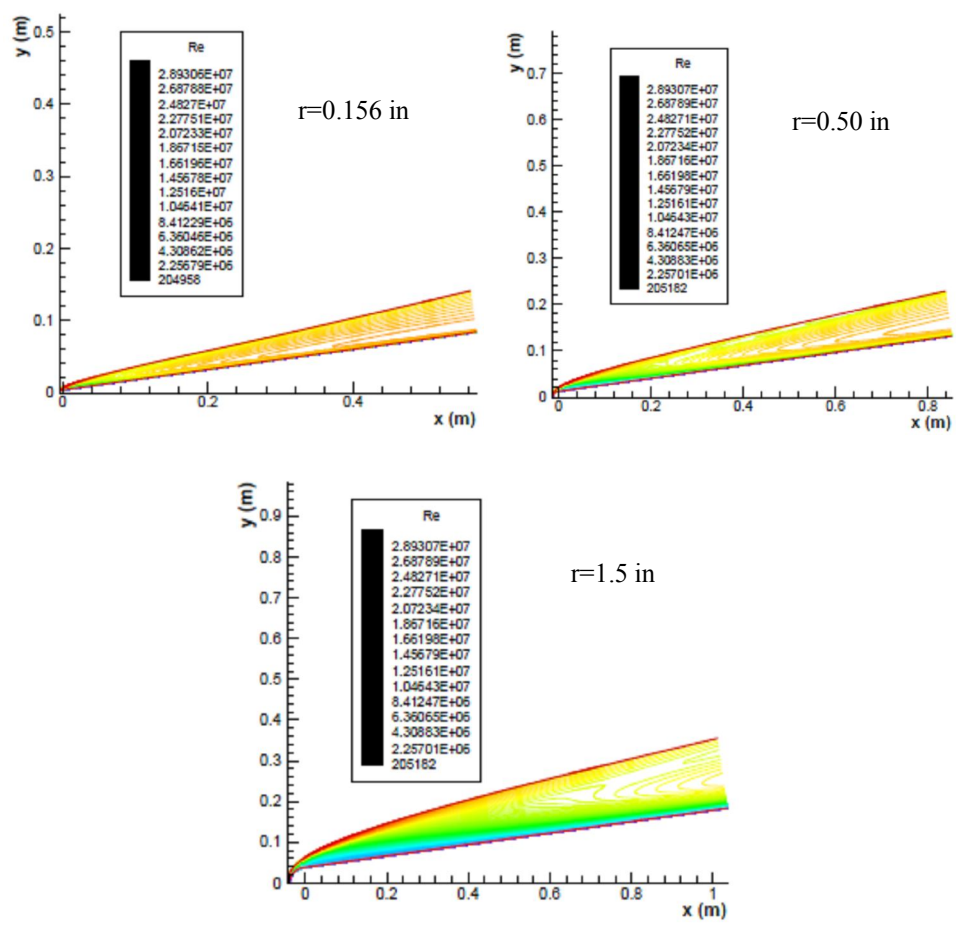 y (m)
0.5
0.4
0.3
0.2
0.1
0
0
0.2
0.4
x (m)
Re
2.89306E+07
2.68788E+07
2.4827E+07
2.27751E+07
2.07233E+07
1.86715E+07
1.66196E+07
1.45678E+07
1.2516E+07
1.04641E+07
8.41229E+06
6.36046E+06
4.30862E+06
2.25679E+06
204958
r=0.156 in
y (m)
0.7
0.6
0.5
0.4
0.3
0.2
0.1
0
0
0.2
0.4
0.6
0.8
x (m)
Re
2.89307E+07
2.68789E+07
2.48271E+07
2.27752E+07
2.07234E+07
1.86716E+07
1.66198E+07
1.45679E+07
1.25161E+07
1.04643E+07
8.41247E+06
6.36065E+06
4.30883E+06
2.25701E+06
205182
r=0.50 in
y (m)
0.9
0.8
0.7
0.6
0.5
0.4
0.3
0.2
0.1
0
0
0.2
0.4
0.6
0.8
1
x (m)
Re
2.89307E+07
2.68789E+07
2.48271E+07
2.27752E+07
2.07234E+07
1.86716E+07
1.66198E+07
1.45679E+07
1.25161E+07
1.04643E+07
8.41247E+06
6.36065E+06
4.30883E+06
2.25701E+06
205182
r=1.5 in